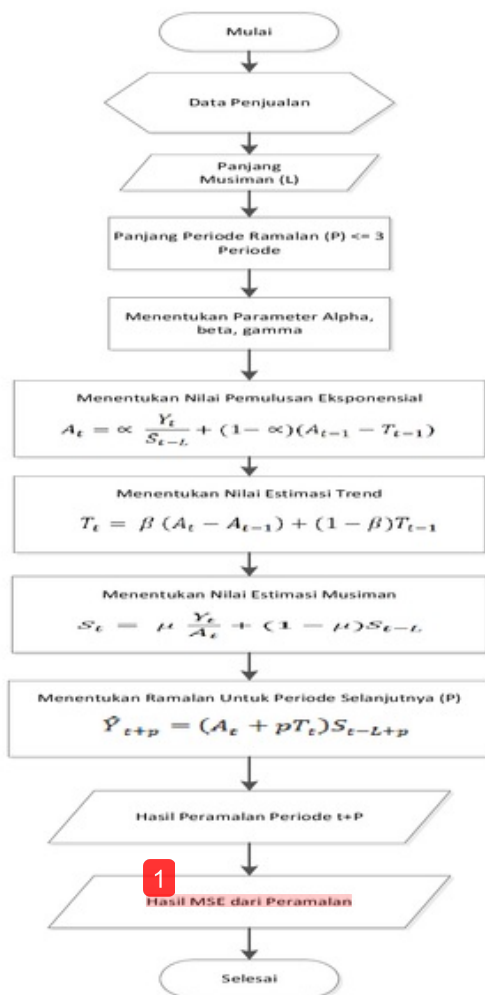 Mulai
Data Penjualan
Panjang
Musiman (L)
Panjang Periode Ramalan (P) <= 3
Periode
Menentukan Parameter Alpha,
beta, gamma
Menentukan Nilai Pemulusan Eksponensial
A_t = ∝ Y_t/S_{t−L} + (1− ∝)(A_{t−1} − T_{t−1})
Menentukan Nilai Estimasi Trend
T_t = β (A_t − A_{t−1}) + (1 − β)T_{t−1}
Menentukan Nilai Estimasi Musiman
S_t = μ Y_t/A_t + (1 − μ)S_{t−L}
Menentukan Ramalan Untuk Periode Selanjutnya (P)
Ŷ_{t+p} = (A_t + pT_t)S_{t−L+p}
Hasil Peramalan Periode t+P
1
Hasil MSE dari Peramalan
Selesai